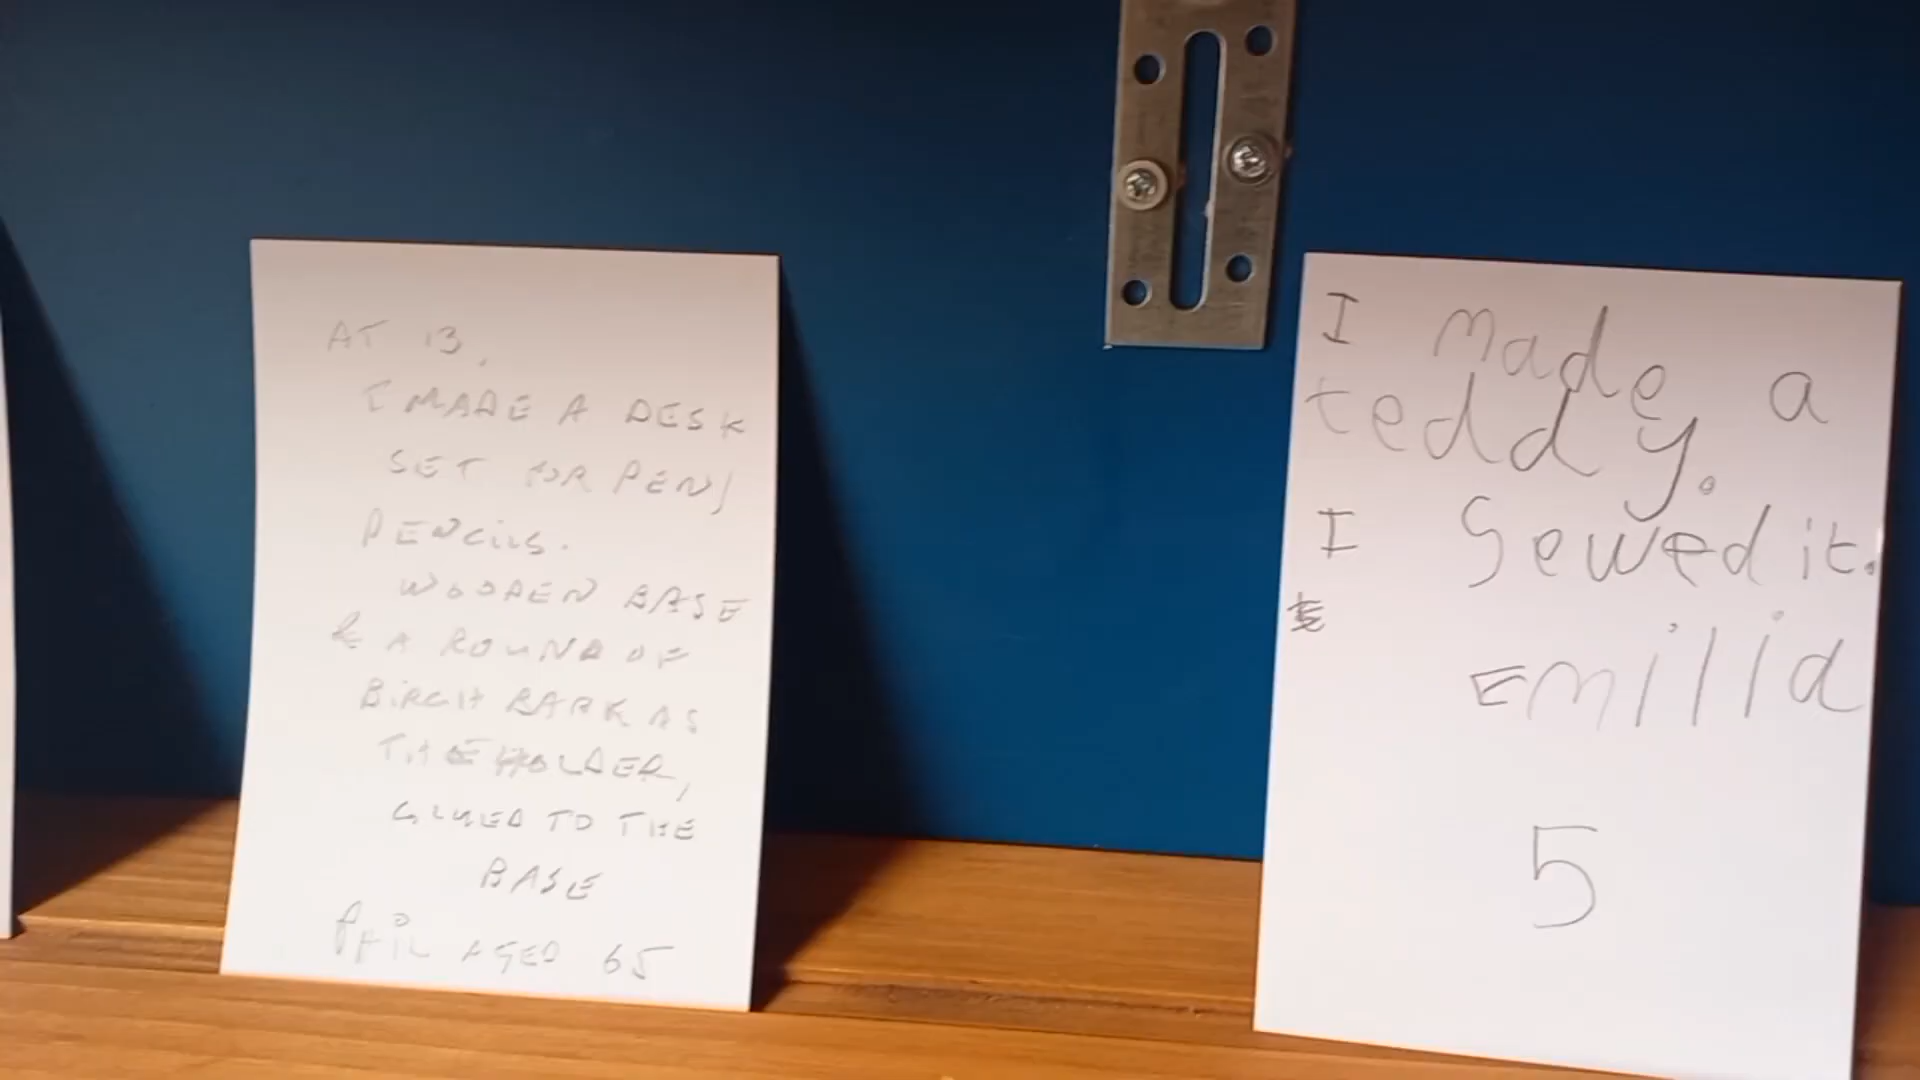 AT 13,
I MADE A DESK
SET FOR PENS/
PENCILS.
WOODEN BASE
& A ROUND OF
BIRCH BARK AS
THE HOLDER,
GLUED TO THE
BASE
PHIL AGED 65
I made a
teddy.
I Sewed it.
Emilia
5